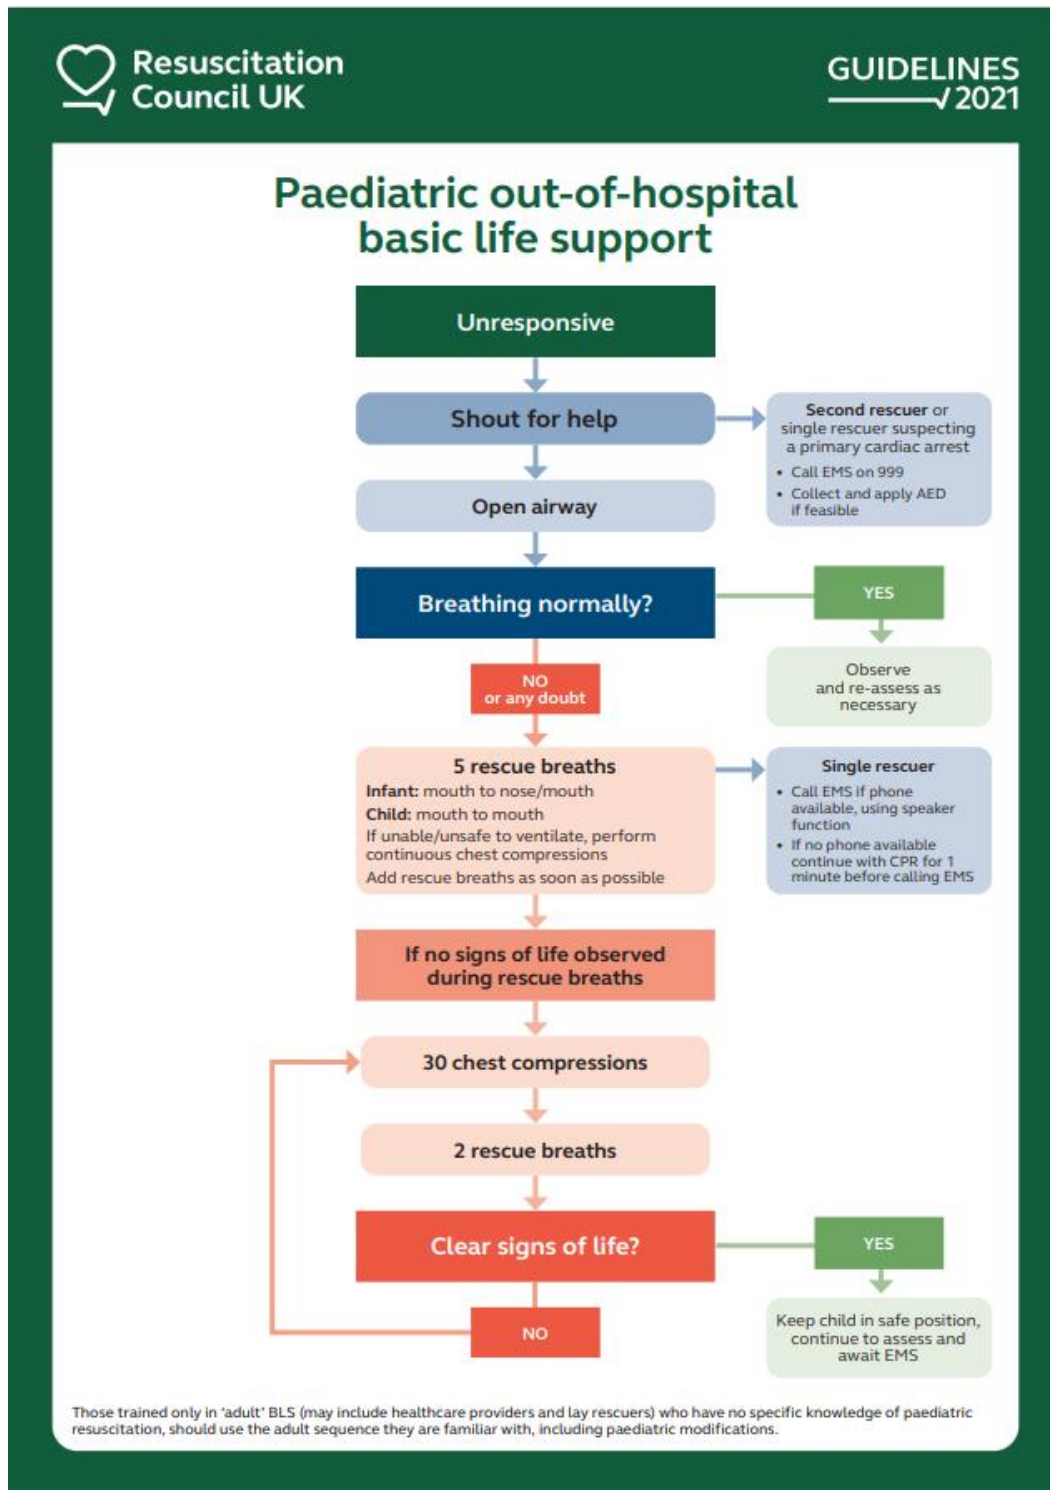 Resuscitation
Council UK
GUIDELINES
2021
Paediatric out-of-hospital
basic life support
Unresponsive
Shout for help
Second rescuer or
single rescuer suspecting
a primary cardiac arrest
• Call EMS on 999
• Collect and apply AED
if feasible
Open airway
Breathing normally?
YES
Observe
and re-assess as
necessary
NO
or any doubt
5 rescue breaths
Infant: mouth to nose/mouth
Child: mouth to mouth
If unable/unsafe to ventilate, perform
continuous chest compressions
Add rescue breaths as soon as possible
Single rescuer
• Call EMS if phone
available, using speaker
function
• If no phone available
continue with CPR for 1
minute before calling EMS
If no signs of life observed
during rescue breaths
30 chest compressions
2 rescue breaths
Clear signs of life?
YES
NO
Keep child in safe position,
continue to assess and
await EMS
Those trained only in 'adult' BLS (may include healthcare providers and lay rescuers) who have no specific knowledge of paediatric
resuscitation, should use the adult sequence they are familiar with, including paediatric modifications.